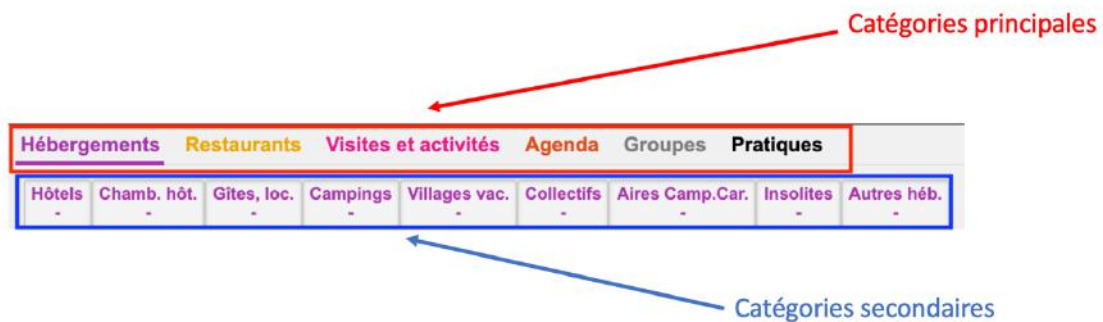 Catégories principales
Hébergements Restaurants Visites et activités Agenda Groupes Pratiques
Hôtels Chamb. hôt. Gîtes, loc. Campings Villages vac. Collectifs Aires Camp.Car. Insolites Autres héb.
- - - - - - - - -
Catégories secondaires